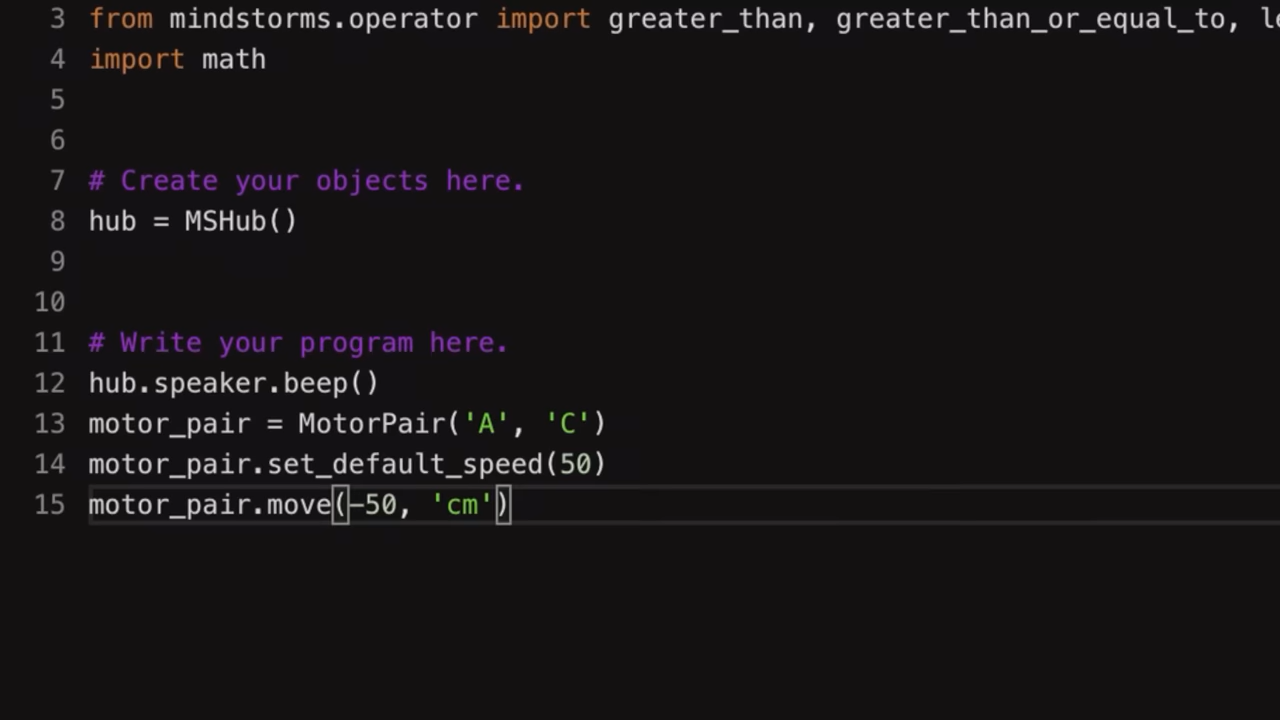 3 from mindstorms.operator import greater_than, greater_than_or_equal_to,
4 import math
5
6
7 # Create your objects here.
8 hub = MSHub()
9
10
11 # Write your program here.
12 hub.speaker.beep()
13 motor_pair = MotorPair('A', 'C')
14 motor_pair.set_default_speed(50)
15 motor_pair.move(-50, 'cm')